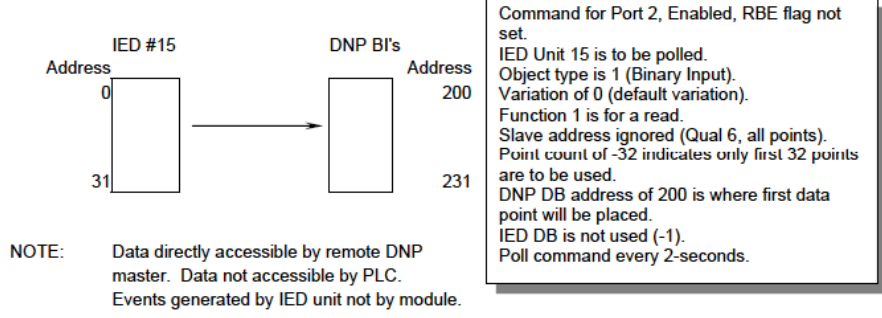 IED #15
DNP BI's
Address
Address
0
200
31
231
NOTE: Data directly accessible by remote DNP
master. Data not accessible by PLC.
Events generated by IED unit not by module.
Command for Port 2, Enabled, RBE flag not
set.
IED Unit 15 is to be polled.
Object type is 1 (Binary Input).
Variation of 0 (default variation).
Function 1 is for a read.
Slave address ignored (Qual 6, all points).
Point count of -32 indicates only first 32 points
are to be used.
DNP DB address of 200 is where first data
point will be placed.
IED DB is not used (-1).
Poll command every 2-seconds.